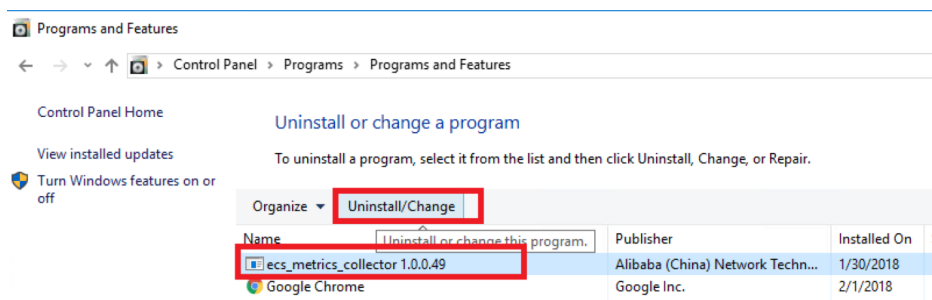 Programs and Features
Control Panel > Programs > Programs and Features
Control Panel Home
Uninstall or change a program
View installed updates
To uninstall a program, select it from the list and then click Uninstall, Change, or Repair.
Turn Windows features on or
off
Organize Uninstall/Change
Name Uninstall or change this program. Publisher Installed On
ecs_metrics_collector 1.0.0.49 Alibaba (China) Network Techn... 1/30/2018
Google Chrome Google Inc. 2/1/2018